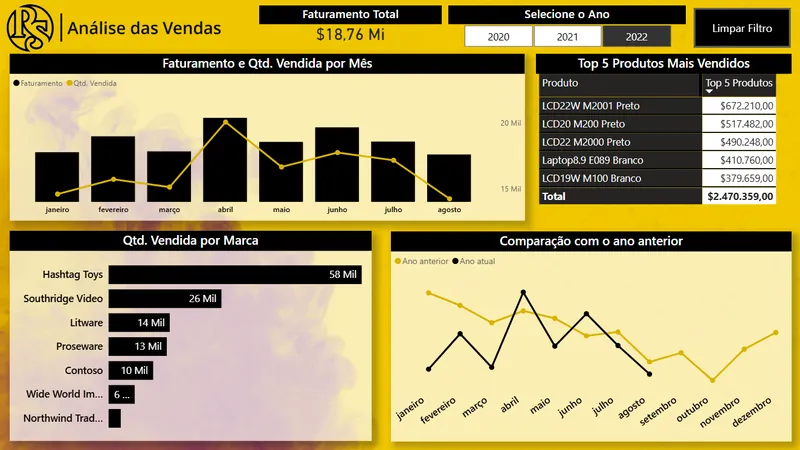 Análise das Vendas
Faturamento Total
$18,76 Mi
Selecione o Ano
2020 2021 2022
Limpar Filtro
Faturamento e Qtd. Vendida por Mês
Faturamento Qtd. Vendida
20 Mil
15 Mil
janeiro fevereiro março abril maio junho julho agosto
Top 5 Produtos Mais Vendidos
Produto Top 5 Produtos
LCD22W M2001 Preto $672.210,00
LCD20 M200 Preto $517.482,00
LCD22 M2000 Preto $490.248,00
Laptop8.9 E089 Branco $410.760,00
LCD19W M100 Branco $379.659,00
Total $2.470.359,00
Qtd. Vendida por Marca
Hashtag Toys 58 Mil
Southridge Video 26 Mil
Litware 14 Mil
Proseware 13 Mil
Contoso 10 Mil
Wide World Im... 6 ...
Northwind Trad...
Comparação com o ano anterior
Ano anterior Ano atual
janeiro fevereiro março abril maio junho julho agosto setembro outubro novembro dezembro